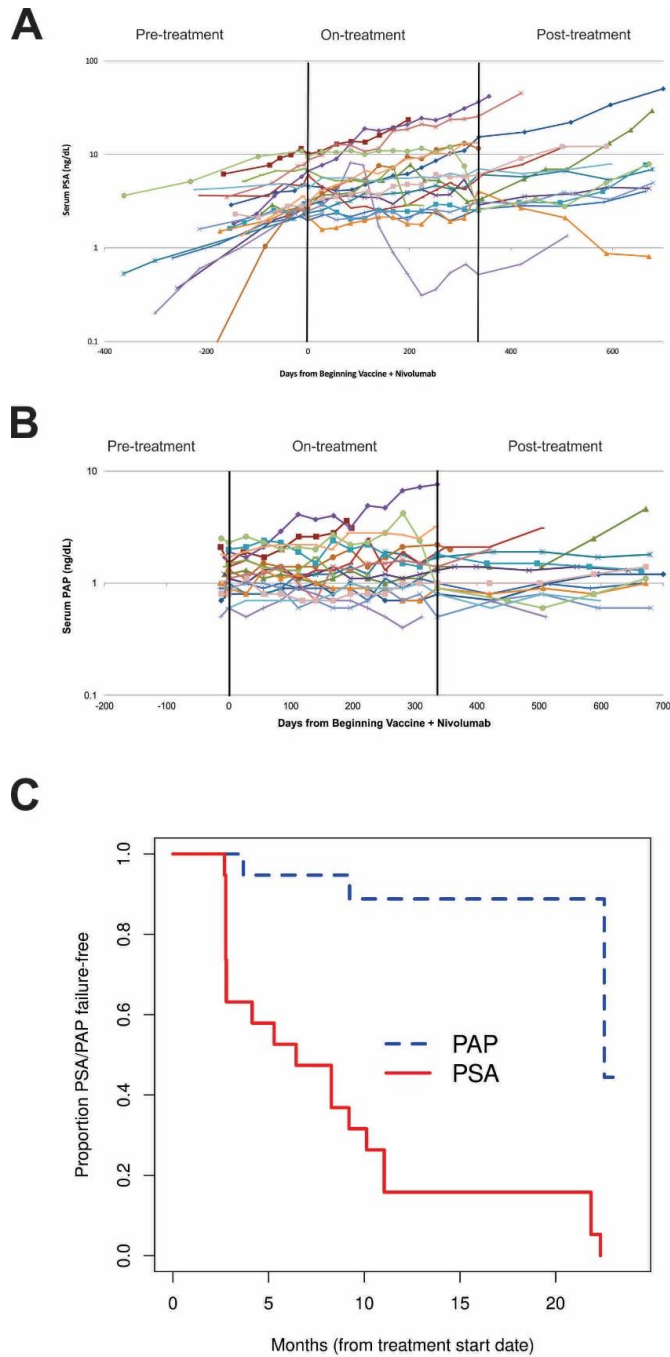 A
Pre-treatment On-treatment Post-treatment
100
10
1
0.1
Serum PSA (ng/dL)
-400 -200 0 200 400 600
Days from Beginning Vaccine + Nivolumab
B
Pre-treatment On-treatment Post-treatment
10
1
0.1
Serum PAP (ng/dL)
-200 -100 0 100 200 300 400 500 600 700
Days from Beginning Vaccine + Nivolumab
C
1.0
0.8
0.6
0.4
0.2
0.0
Proportion PSA/PAP failure-free
PAP
PSA
0 5 10 15 20
Months (from treatment start date)